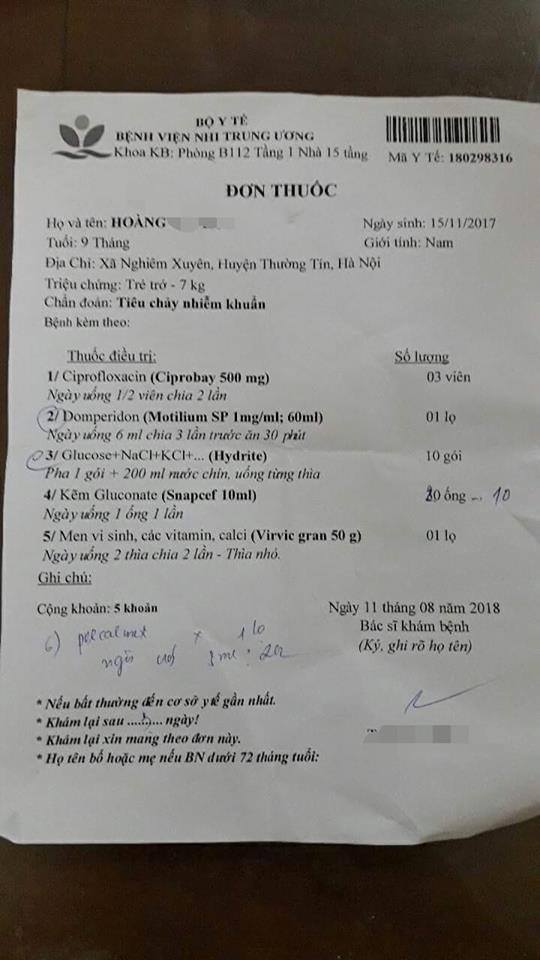 BỘ Y TẾ
BỆNH VIỆN NHI TRUNG ƯƠNG
Khoa KB: Phòng B112 Tầng 1 Nhà 15 tầng
Mã Y Tế: 180298316
ĐƠN THUỐC
Họ và tên: HOÀNG
Ngày sinh: 15/11/2017
Tuổi: 9 Tháng
Giới tính: Nam
Địa Chỉ: Xã Nghiêm Xuyên, Huyện Thường Tín, Hà Nội
Triệu chứng: Trẻ trớ - 7 kg
Chẩn đoán: Tiêu chảy nhiễm khuẩn
Bệnh kèm theo:
Thuốc điều trị: Số lượng
1/ Ciprofloxacin (Ciprobay 500 mg) 03 viên
Ngày uống 1/2 viên chia 2 lần
2/ Domperidon (Motilium SP 1mg/ml; 60ml) 01 lọ
Ngày uống 6 ml chia 3 lần trước ăn 30 phút
3/ Glucose+NaCl+KCl+... (Hydrite) 10 gói
Pha 1 gói + 200 ml nước chín, uống từng thìa
4/ Kẽm Gluconate (Snapcef 10ml) 20 ống ... 10
Ngày uống 1 ống 1 lần
5/ Men vi sinh, các vitamin, calci (Virvic gran 50 g) 01 lọ
Ngày uống 2 thìa chia 2 lần - Thìa nhỏ.
Ghi chú:
Cộng khoản: 5 khoản
Ngày 11 tháng 08 năm 2018
Bác sĩ khám bệnh
(Ký, ghi rõ họ tên)
6) x 1 lọ
* Nếu bất thường đến cơ sở y tế gần nhất.
* Khám lại sau ........ ngày!
* Khám lại xin mang theo đơn này.
* Họ tên bố hoặc mẹ nếu BN dưới 72 tháng tuổi: